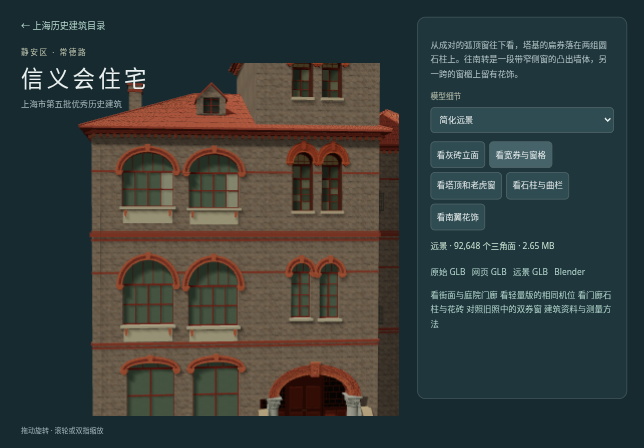 ← 上海历史建筑目录
静安区 · 常德路
信义会住宅
上海市第五批优秀历史建筑
从成对的弧顶窗往下看，塔基的扁券落在两组圆
石柱上。往南转是一段带窄侧窗的凸出墙体，另
一跨的窗楣上留有花饰。
模型细节
简化远景
看灰砖立面
看宽券与窗格
看塔顶和老虎窗
看石柱与曲栏
看南翼花饰
远景 · 92,648 个三角面 · 2.65 MB
原始 GLB 网页 GLB 远景 GLB Blender
看街面与庭院门廊 看轻量版的相同机位 看门廊石
柱与花砖 对照旧照中的双券窗 建筑资料与测量方
法
拖动旋转 · 滚轮或双指缩放